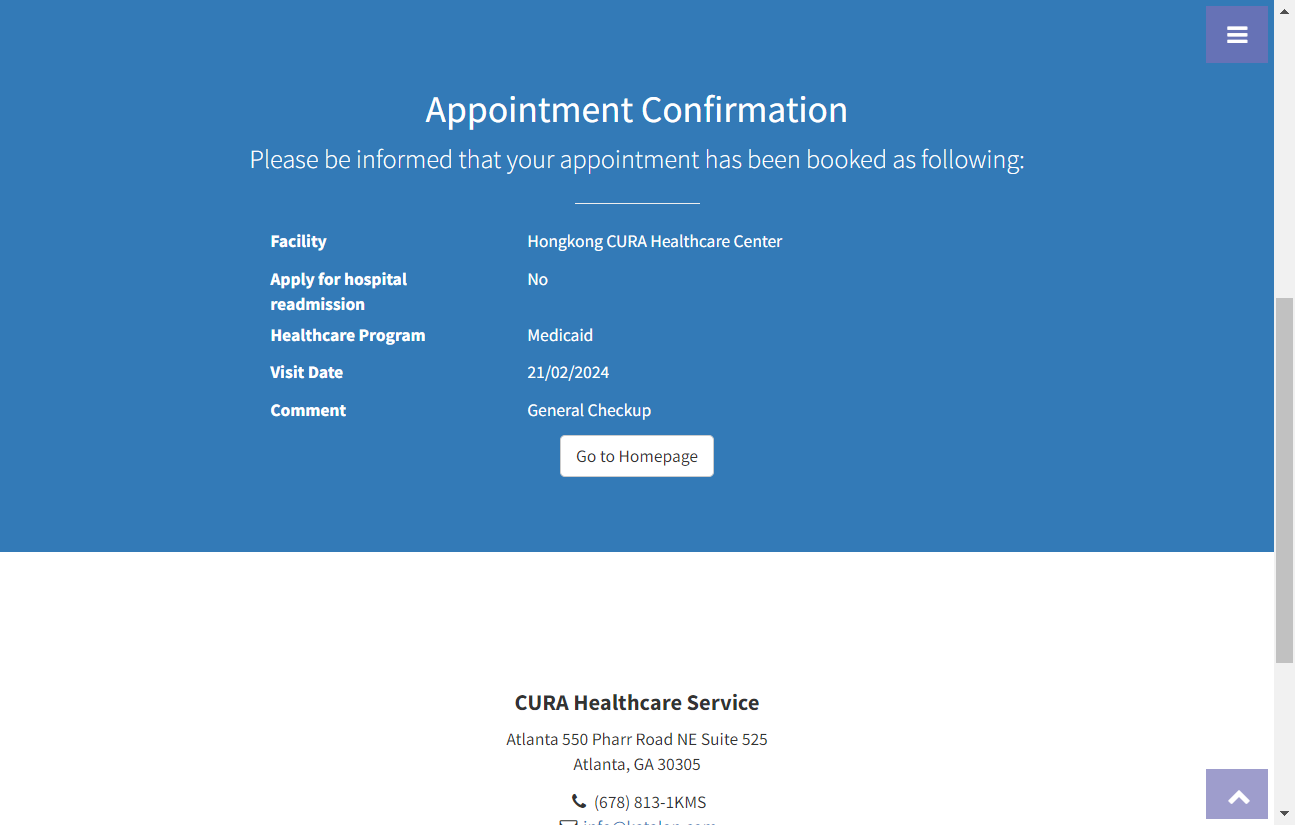 Appointment Confirmation
Please be informed that your appointment has been booked as following:
Facility Hongkong CURA Healthcare Center
Apply for hospital readmission No
Healthcare Program Medicaid
Visit Date 21/02/2024
Comment General Checkup
Go to Homepage
CURA Healthcare Service
Atlanta 550 Pharr Road NE Suite 525
Atlanta, GA 30305
(678) 813-1KMS